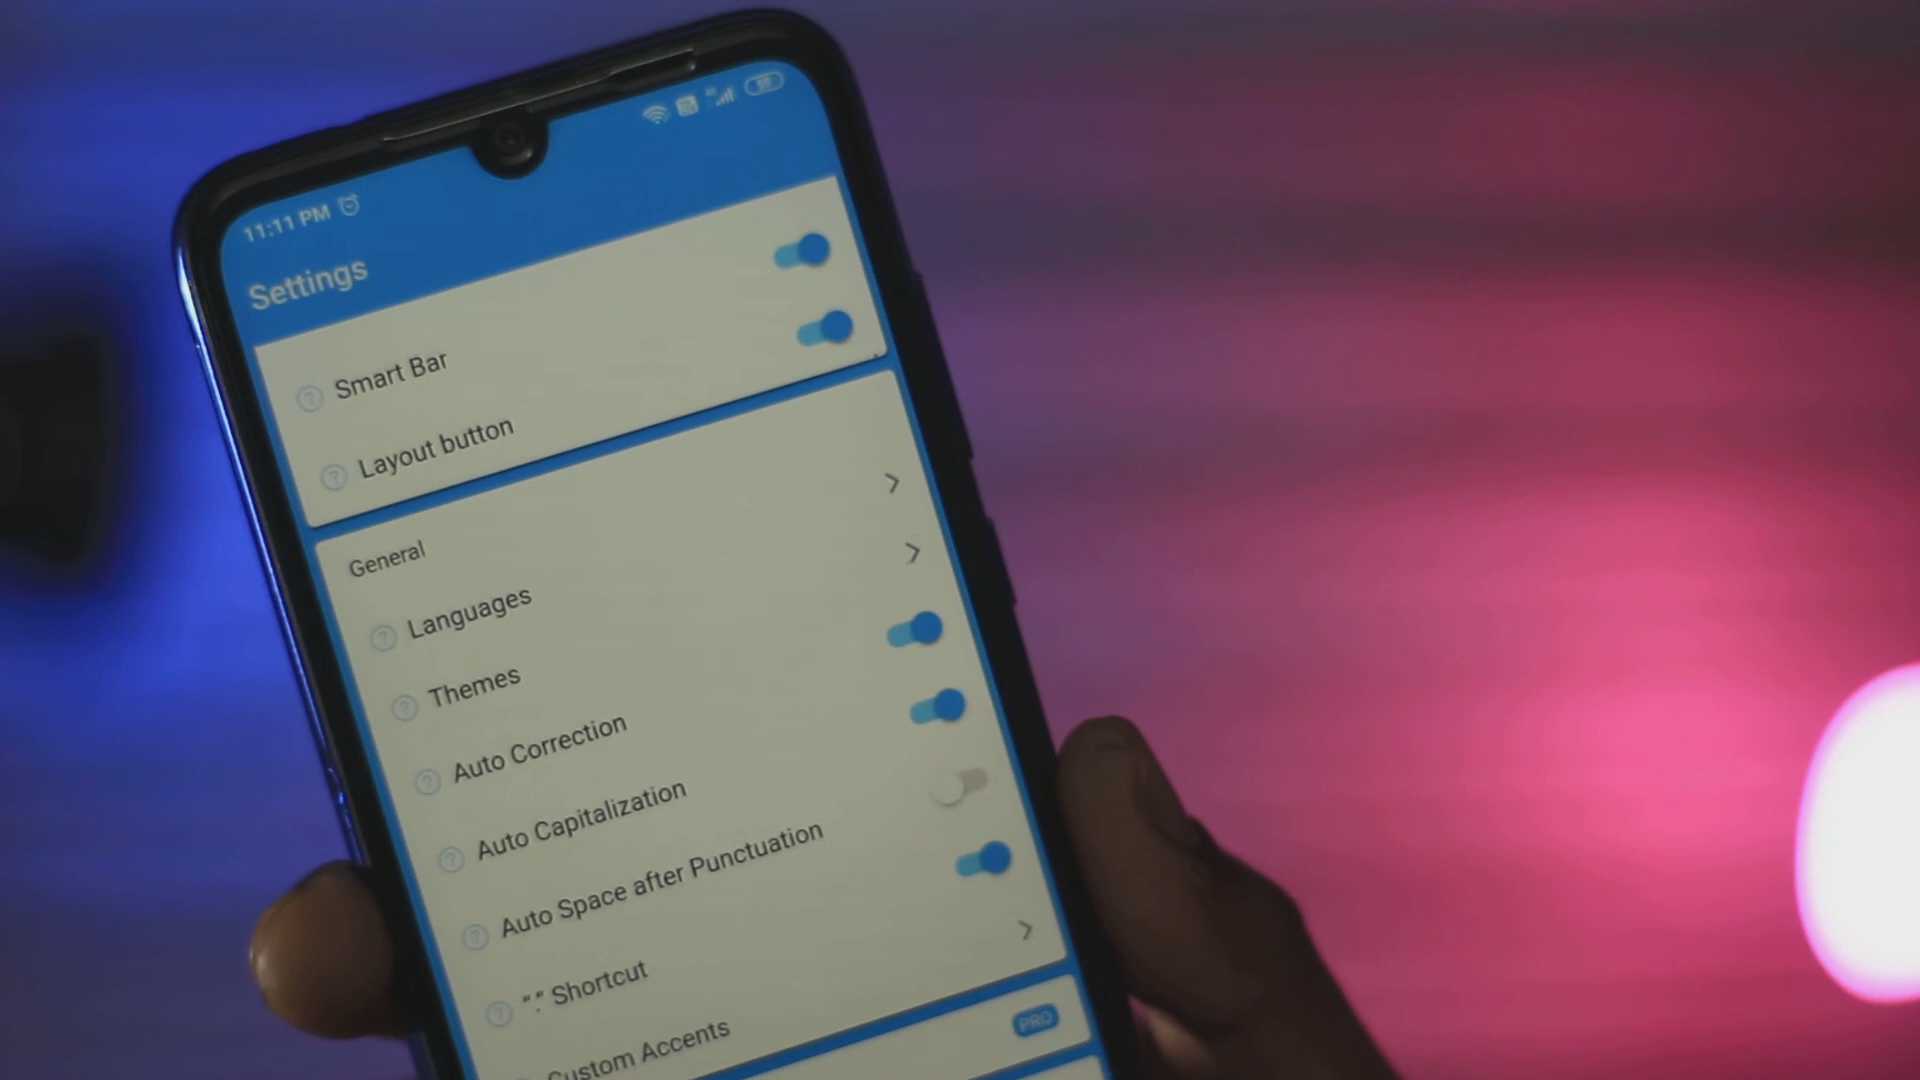 11:11 PM
Settings
Smart Bar
Layout button
General
Languages
Themes
Auto Correction
Auto Capitalization
Auto Space after Punctuation
“.” Shortcut
Custom Accents
PRO